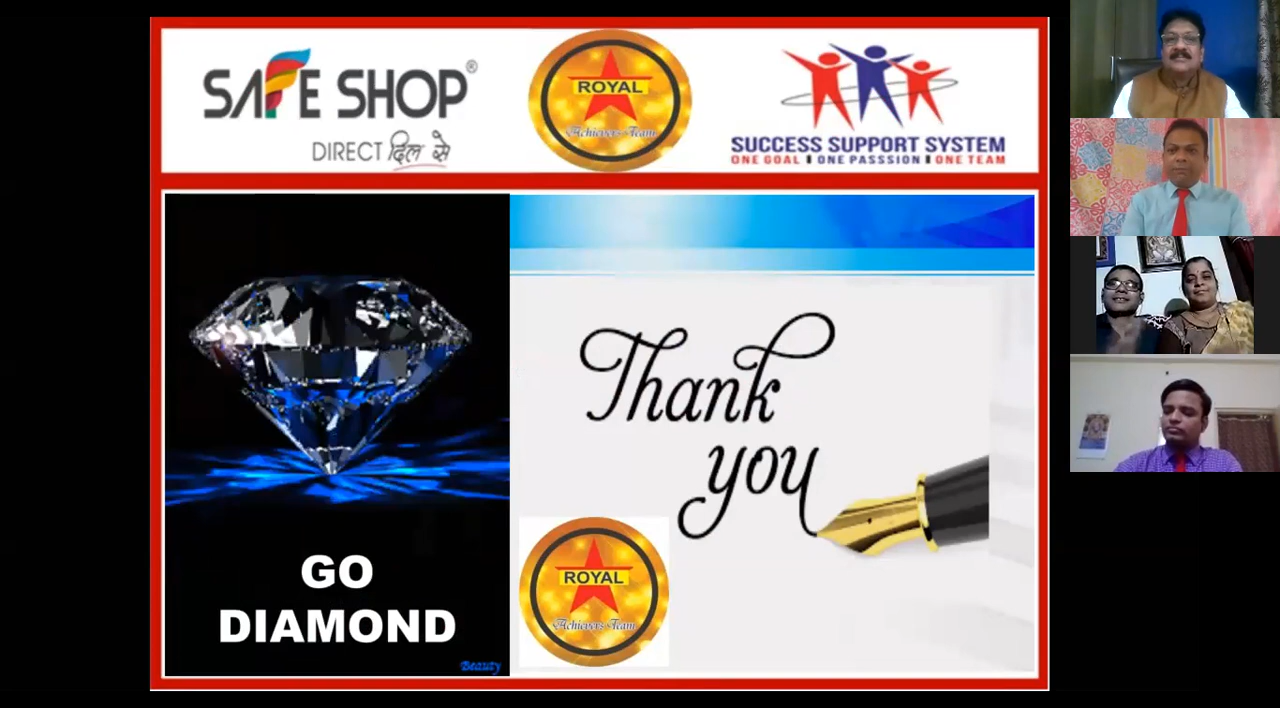 SAFE SHOP®
DIRECT दिल से
ROYAL
Achievers Team
SUCCESS SUPPORT SYSTEM
ONE GOAL I ONE PASSSION I ONE TEAM
GO
DIAMOND
Beauty
Thank
you
ROYAL
Achievers Team